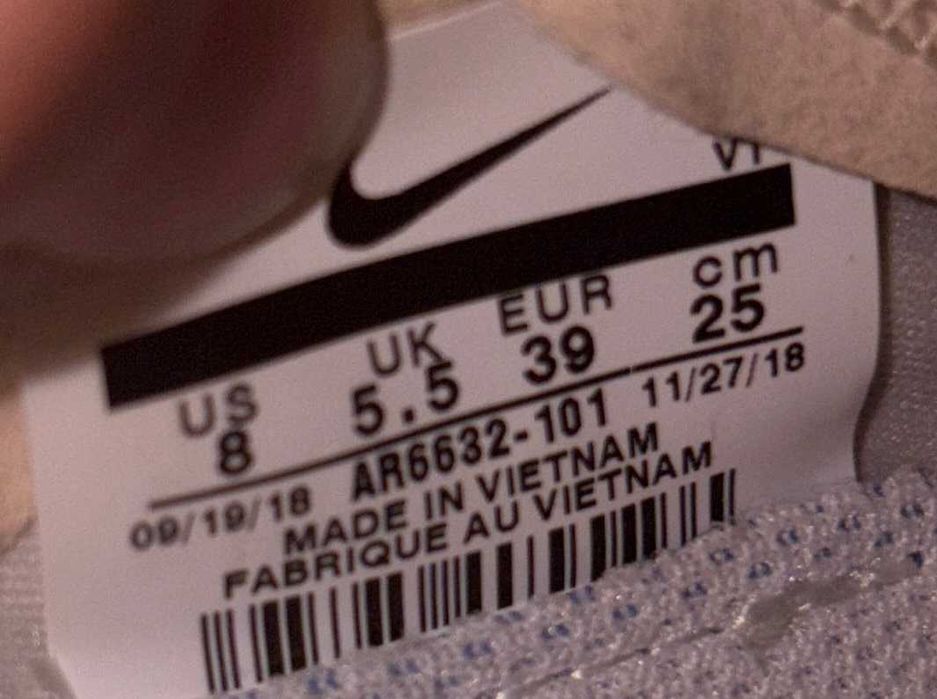 V1
US UK EUR cm
8 5.5 39 25
09/19/18 AR6632-101 11/27/18
MADE IN VIETNAM
FABRIQUE AU VIETNAM